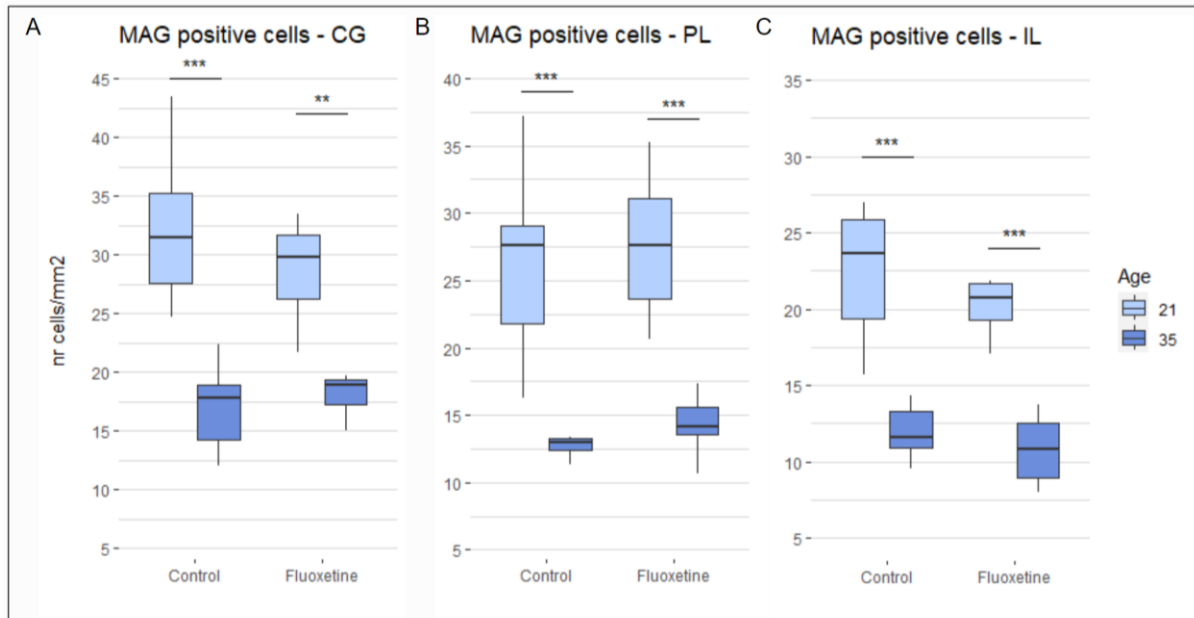 A
MAG positive cells - CG
nr cells/mm2
45
40
35
30
25
20
15
10
5
***
**
Control
Fluoxetine
B
MAG positive cells - PL
40
35
30
25
20
15
10
5
***
***
Control
Fluoxetine
C
MAG positive cells - IL
35
30
25
20
15
10
5
***
***
Control
Fluoxetine
Age
21
35